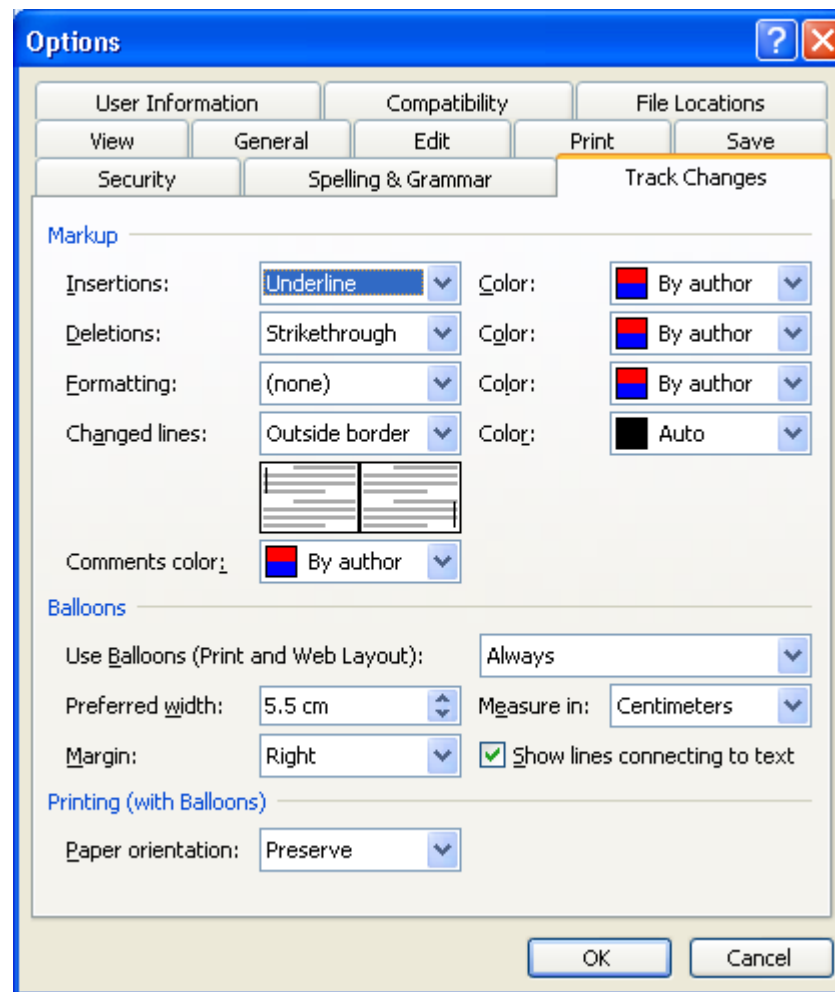 Options
User Information Compatibility File Locations
View General Edit Print Save
Security Spelling & Grammar Track Changes
Markup
Insertions: Underline Color: By author
Deletions: Strikethrough Color: By author
Formatting: (none) Color: By author
Changed lines: Outside border Color: Auto
Comments color: By author
Balloons
Use Balloons (Print and Web Layout): Always
Preferred width: 5.5 cm Measure in: Centimeters
Margin: Right Show lines connecting to text
Printing (with Balloons)
Paper orientation: Preserve
OK Cancel